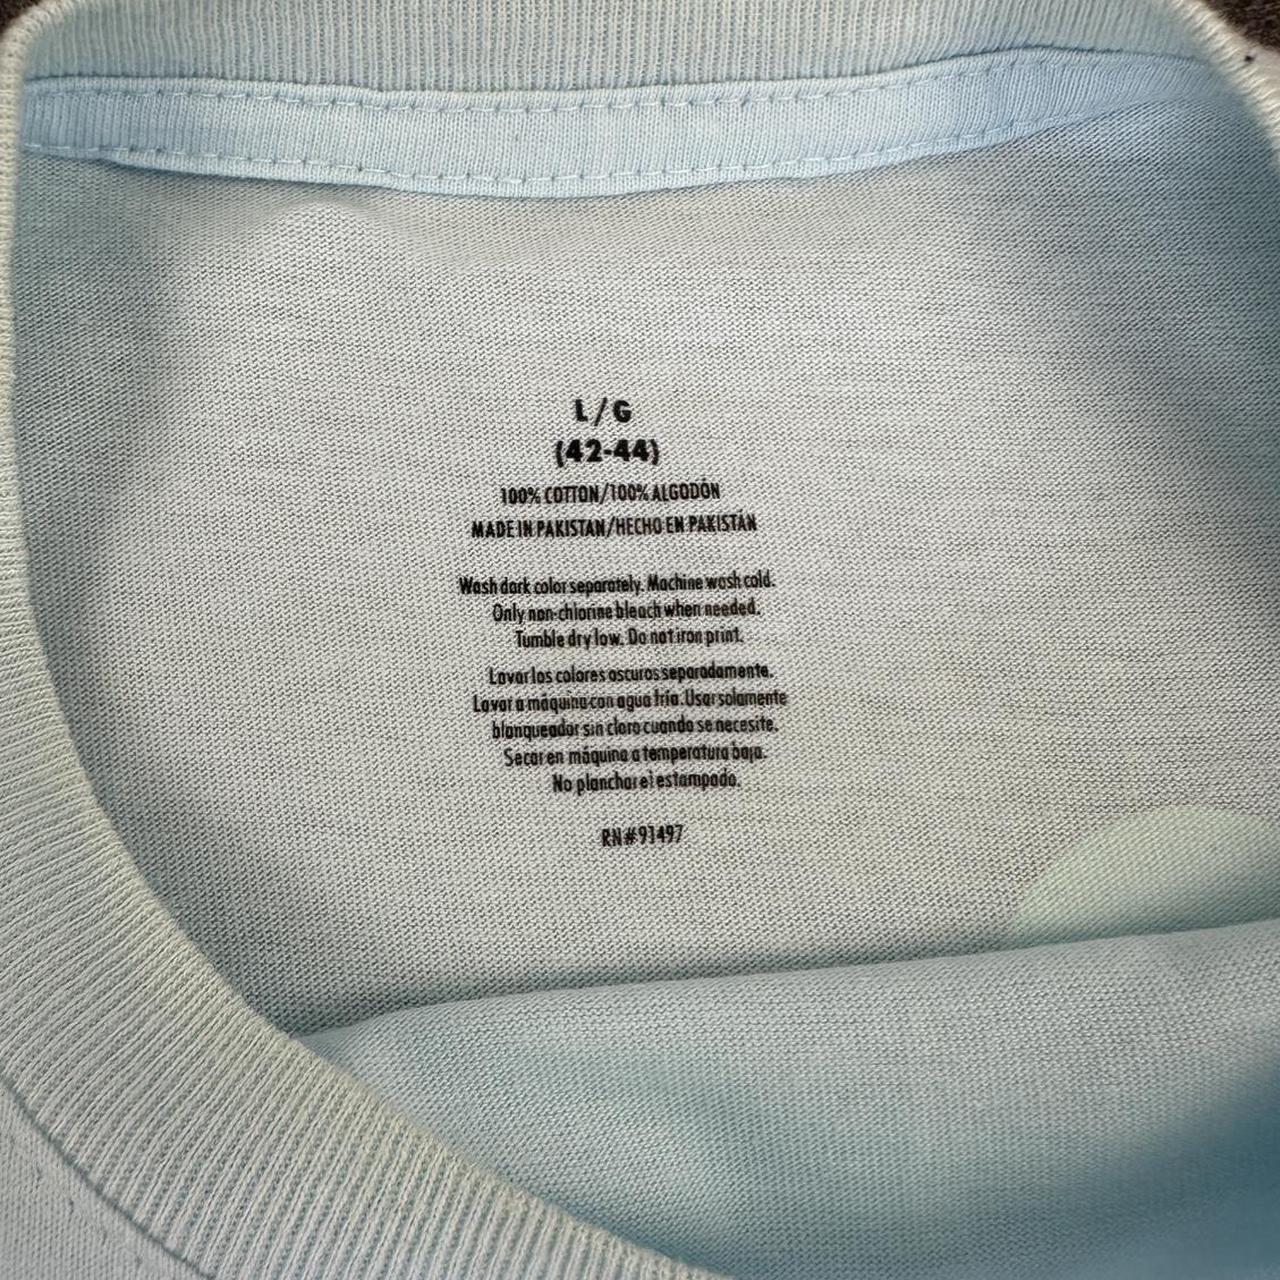 L/G
(42-44)
100% COTTON/100% ALGODÓN
MADE IN PAKISTAN/HECHO EN PAKISTÁN
Wash dark color separately. Machine wash cold.
Only non-chlorine bleach when needed.
Tumble dry low. Do not iron print.
Lavar los colores oscuros separadamente.
Lavar a máquina con agua fría. Usar solamente
blanqueador sin cloro cuando se necesite.
Secar en máquina a temperatura baja.
No planchar el estampado.
RN#91497